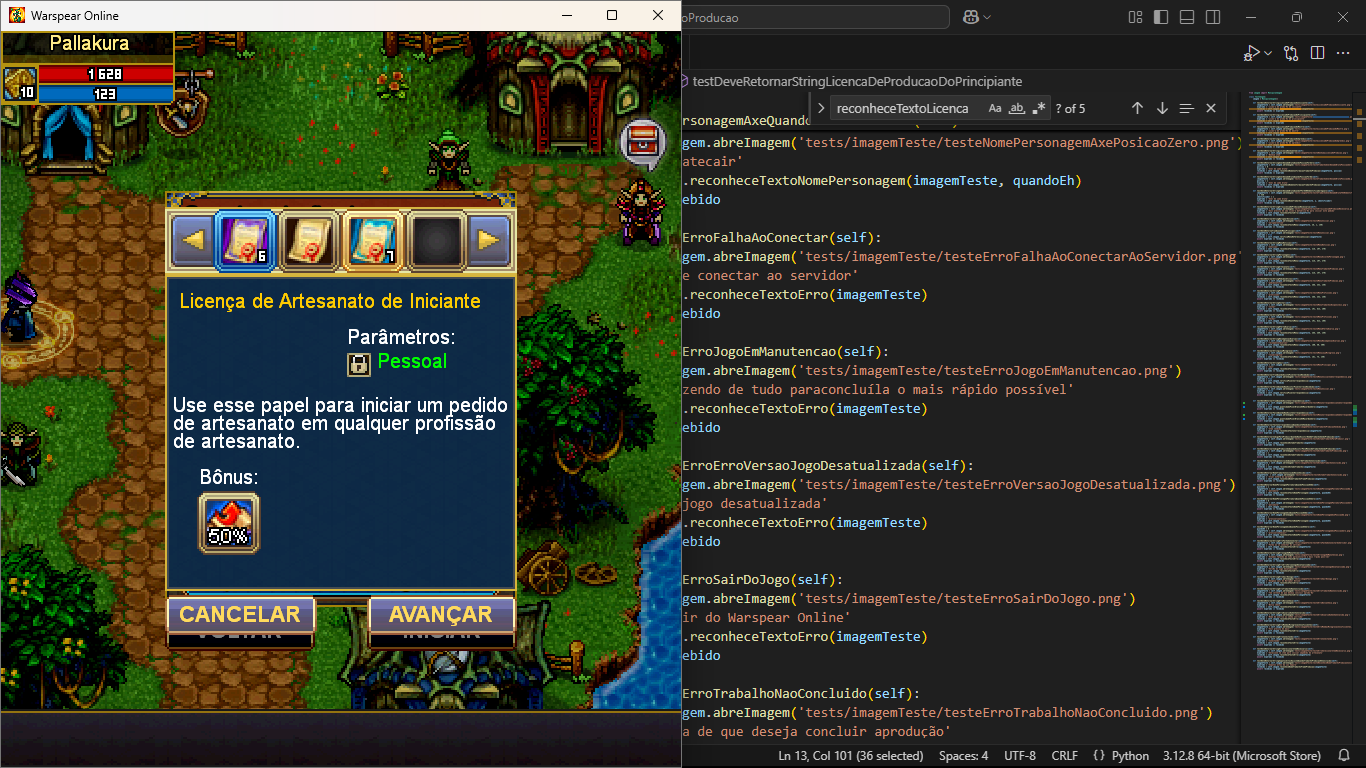 Warspear Online
Pallakura
1 628
10
123
6
7
Licença de Artesanato de Iniciante
Parâmetros:
Pessoal
Use esse papel para iniciar um pedido
de artesanato em qualquer profissão
de artesanato.
Bônus:
50%
CANCELAR
AVANÇAR
VOLTAR
INICIAR
oProducao
testDeveRetornarStringLicencaDeProducaoDoPrincipiante
reconheceTextoLicenca
Aa
ab
.*
? of 5
rsonagemAxeQuando
gem.abreImagem('tests/imagemTeste/testeNomePersonagemAxePosicaoZero.png')
atecair'
.reconheceTextoNomePersonagem(imagemTeste, quandoEh)
ebido
ErroFalhaAoConectar(self):
gem.abreImagem('tests/imagemTeste/testeErroFalhaAoConectarAoServidor.png'
e conectar ao servidor'
.reconheceTextoErro(imagemTeste)
ebido
ErroJogoEmManutencao(self):
gem.abreImagem('tests/imagemTeste/testeErroJogoEmManutencao.png')
zendo de tudo paraconcluíla o mais rápido possível'
.reconheceTextoErro(imagemTeste)
ebido
ErroErroVersaoJogoDesatualizada(self):
gem.abreImagem('tests/imagemTeste/testeErroVersaoJogoDesatualizada.png')
jogo desatualizada'
.reconheceTextoErro(imagemTeste)
ebido
ErroSairDoJogo(self):
gem.abreImagem('tests/imagemTeste/testeErroSairDoJogo.png')
ir do Warspear Online'
.reconheceTextoErro(imagemTeste)
ebido
ErroTrabalhoNaoConcluido(self):
gem.abreImagem('tests/imagemTeste/testeErroTrabalhoNaoConcluido.png')
a de que deseja concluir aprodução'
Ln 13, Col 101 (36 selected)
Spaces: 4
UTF-8
CRLF
{ } Python
3.12.8 64-bit (Microsoft Store)